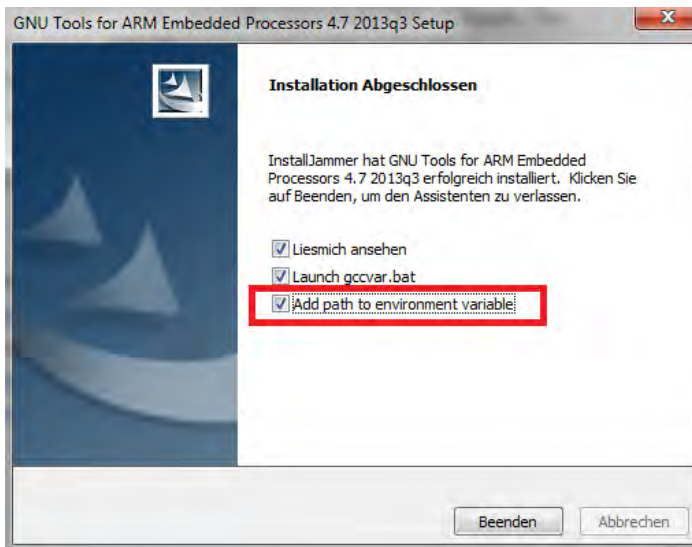 GNU Tools for ARM Embedded Processors 4.7 2013q3 Setup
Installation Abgeschlossen
InstallJammer hat GNU Tools for ARM Embedded
Processors 4.7 2013q3 erfolgreich installiert. Klicken Sie
auf Beenden, um den Assistenten zu verlassen.
Liesmich ansehen
Launch gccvar.bat
Add path to environment variable
Beenden
Abbrechen